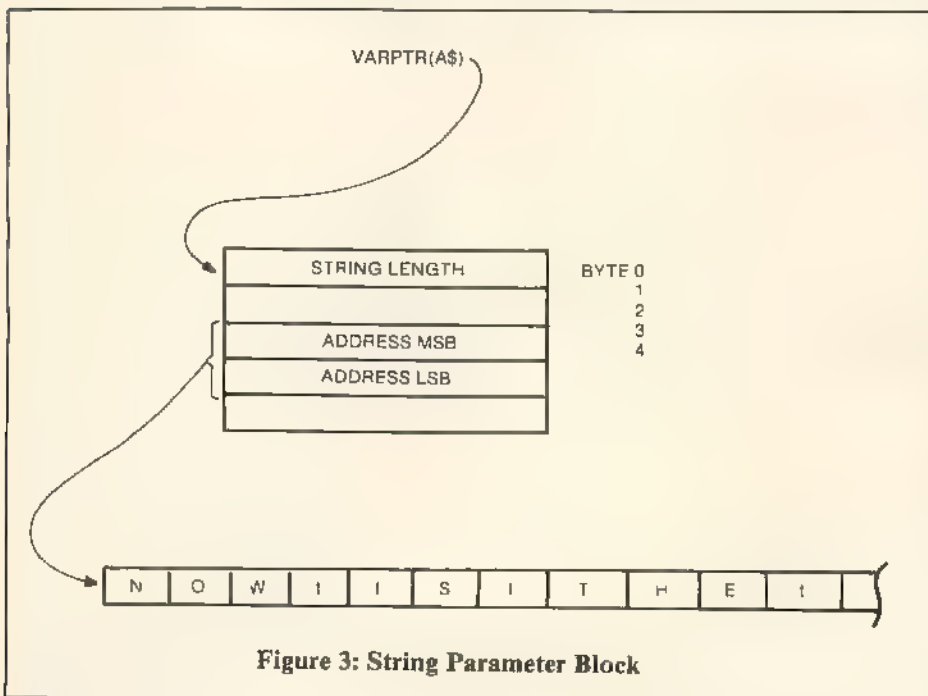 VARPTR(A$)
STRING LENGTH
BYTE 0
1
2
ADDRESS MSB
3
ADDRESS LSB
4
N O W t I S I T H E t
Figure 3: String Parameter Block